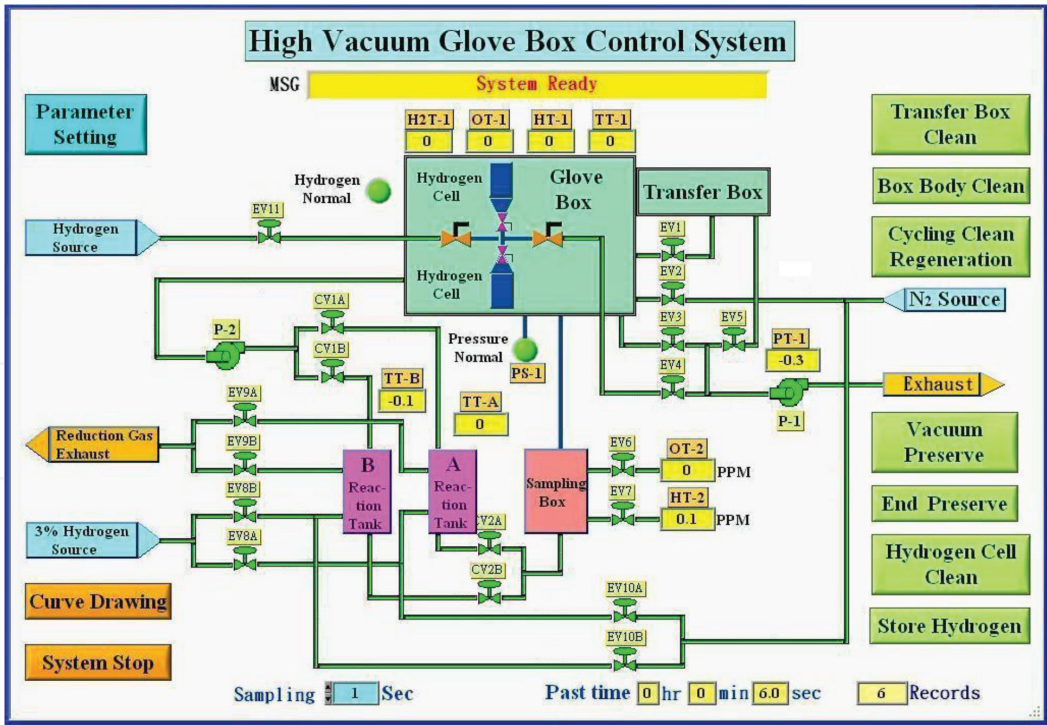 High Vacuum Glove Box Control System
MSG System Ready
Parameter
Setting
H2T-1 OT-1 HT-1 TT-1
0 0 0 0
Transfer Box
Clean
Hydrogen
Normal
Hydrogen
Cell
Glove
Box
Transfer Box
Box Body Clean
EV11
Hydrogen
Source
EV1
Cycling Clean
Regeneration
Hydrogen
Cell
EV2
N2 Source
CV1A
EV3 EV5
P-2
CV1B
Pressure
Normal
PS-1
PT-1
-0.3
EV4
Exhaust
P-1
TT-B
-0.1
TT-A
0
EV9A
Reduction Gas
Exhaust
EV9B
Vacuum
Preserve
B
Reac-
tion
Tank
A
Reac-
tion
Tank
Sampling
Box
EV6
OT-2
0 PPM
EV8B
EV7
HT-2
0.1 PPM
End Preserve
3% Hydrogen
Source
EV8A
CV2A
CV2B
Hydrogen Cell
Clean
Curve Drawing
EV10A
Store Hydrogen
EV10B
System Stop
Sampling 1 Sec
Past time 0 hr 0 min 6.0 sec
6 Records